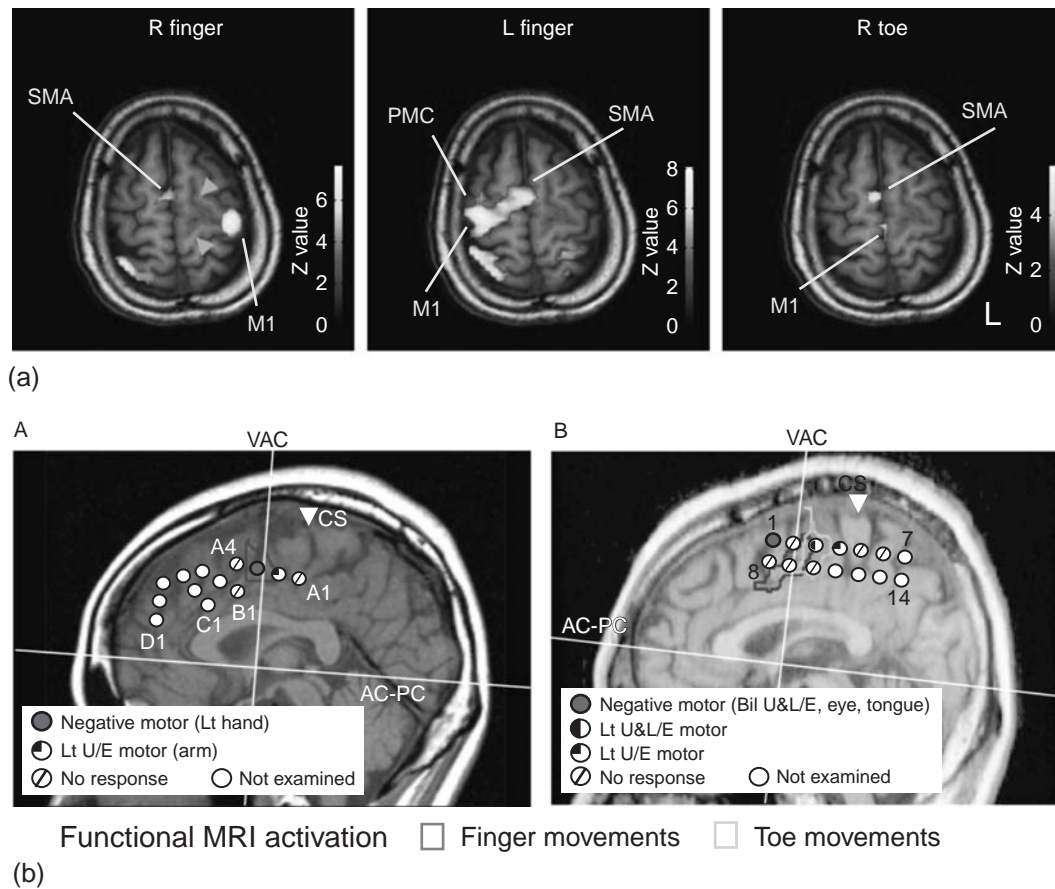 R finger
SMA
6
4
2
0
Z value
M1
L finger
PMC
SMA
M1
8
6
4
2
0
Z value
R toe
SMA
M1
L
4
2
0
Z value
(a)
A
VAC
CS
A4
A1
B1
C1
D1
AC-PC
Negative motor (Lt hand)
Lt U/E motor (arm)
No response Not examined
B
VAC
CS
1
7
8
14
AC-PC
Negative motor (Bil U&L/E, eye, tongue)
Lt U&L/E motor
Lt U/E motor
No response Not examined
Functional MRI activation Finger movements Toe movements
(b)